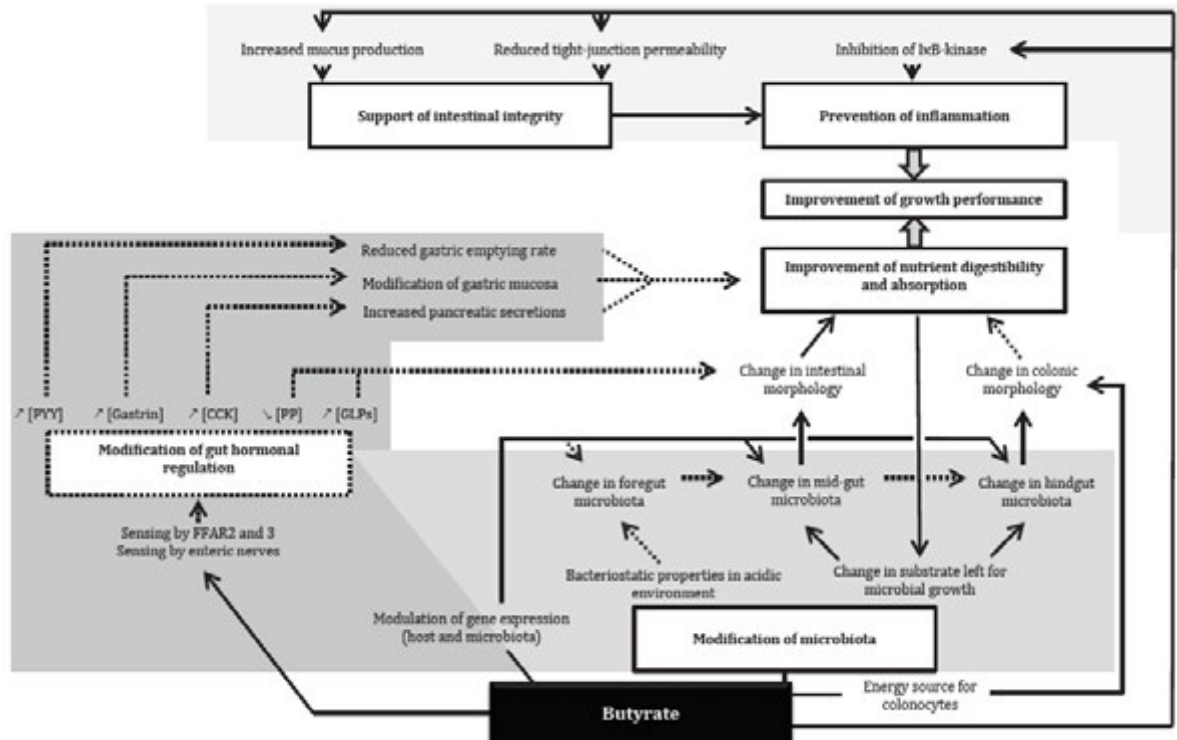 Increased mucus production
Reduced tight-junction permeability
Inhibition of IκB-kinase
Support of intestinal integrity
Prevention of inflammation
Improvement of growth performance
Reduced gastric emptying rate
Modification of gastric mucosa
Increased pancreatic secretions
Improvement of nutrient digestibility
and absorption
Change in intestinal
morphology
Change in colonic
morphology
↗ [PYY]
↗ [Gastrin]
↗ [CCK]
↘ [PP]
↗ [GLPs]
Modification of gut hormonal
regulation
Change in foregut
microbiota
Change in mid-gut
microbiota
Change in hindgut
microbiota
Sensing by FFAR2 and 3
Sensing by enteric nerves
Bacteriostatic properties in acidic
environment
Change in substrate left for
microbial growth
Modulation of gene expression
(host and microbiota)
Modification of microbiota
Energy source for
colonocytes
Butyrate